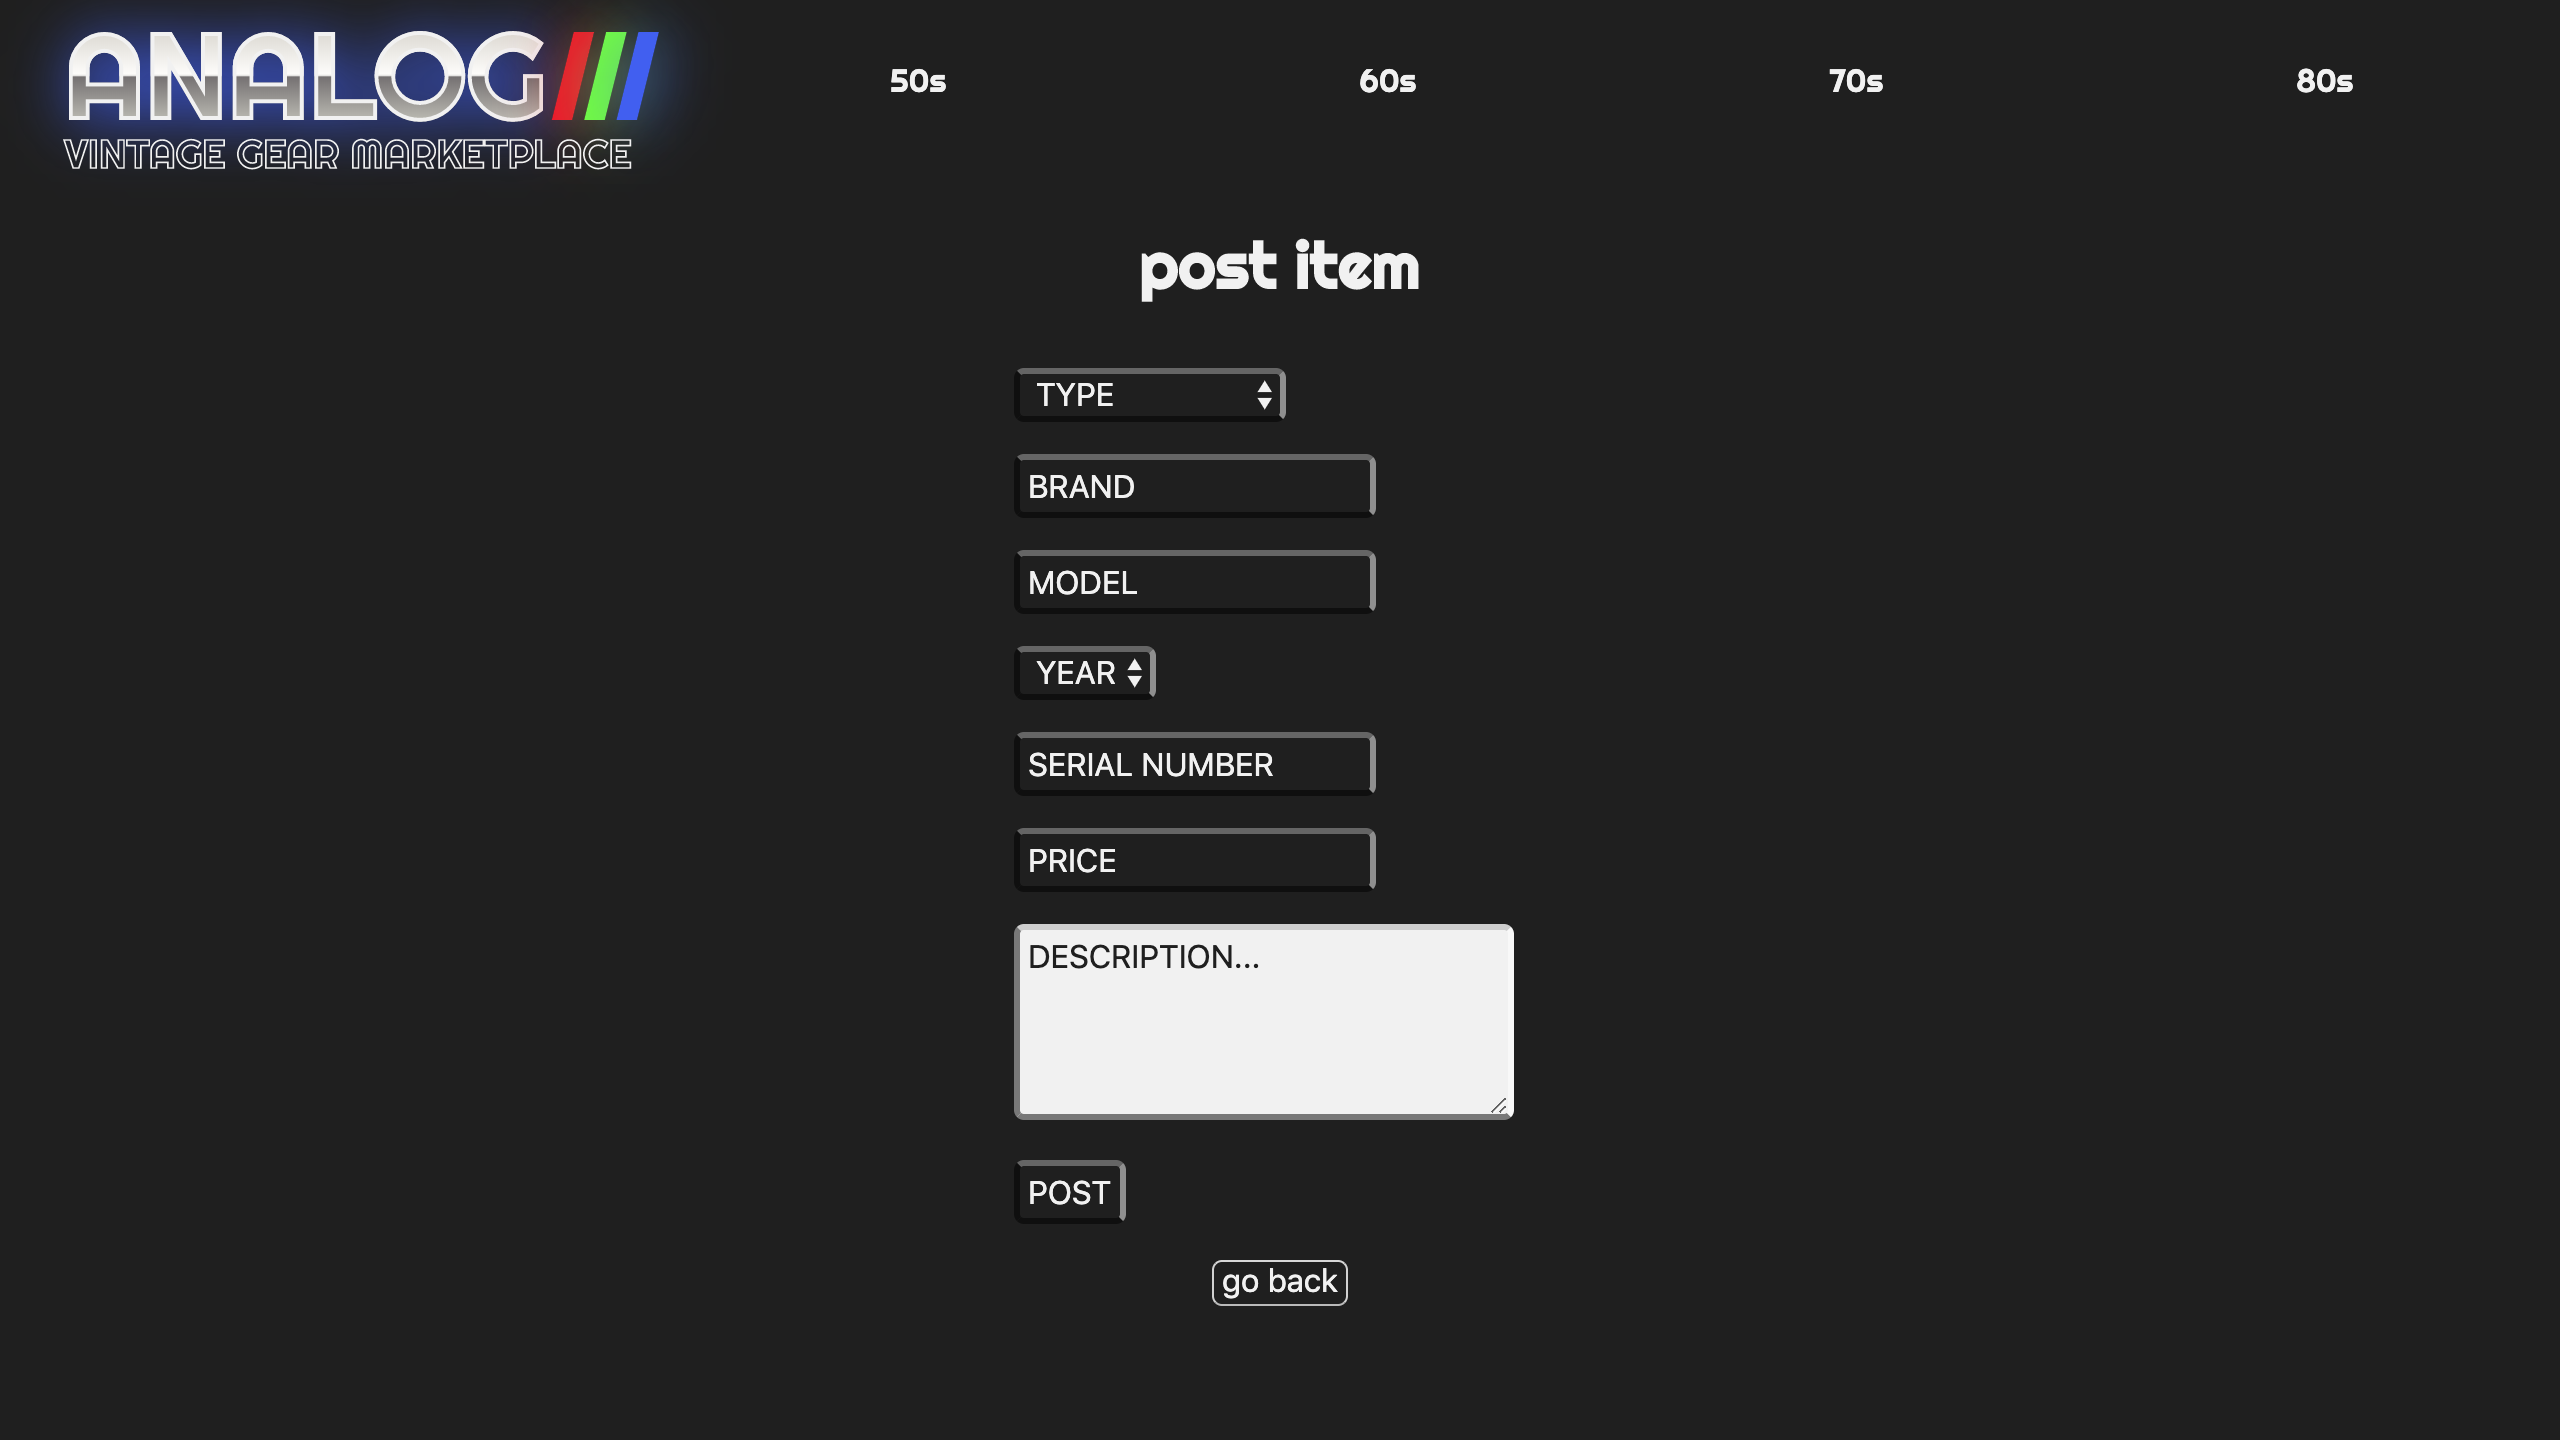 ANALOG
VINTAGE GEAR MARKETPLACE
50s
60s
70s
80s
post item
TYPE
BRAND
MODEL
YEAR
SERIAL NUMBER
PRICE
DESCRIPTION...
POST
go back